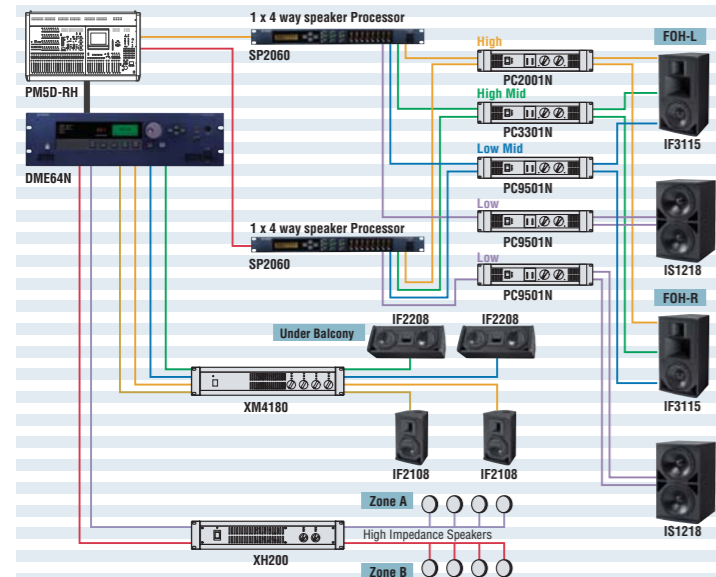 1 x 4 way speaker Processor
SP2060
PM5D-RH
DME64N
High
PC2001N
High Mid
PC3301N
Low Mid
PC9501N
Low
PC9501N
Low
PC9501N
FOH-L
IF3115
IS1218
1 x 4 way speaker Processor
SP2060
FOH-R
IF3115
IS1218
Under Balcony
IF2208
IF2208
XM4180
IF2108
IF2108
Zone A
High Impedance Speakers
XH200
Zone B